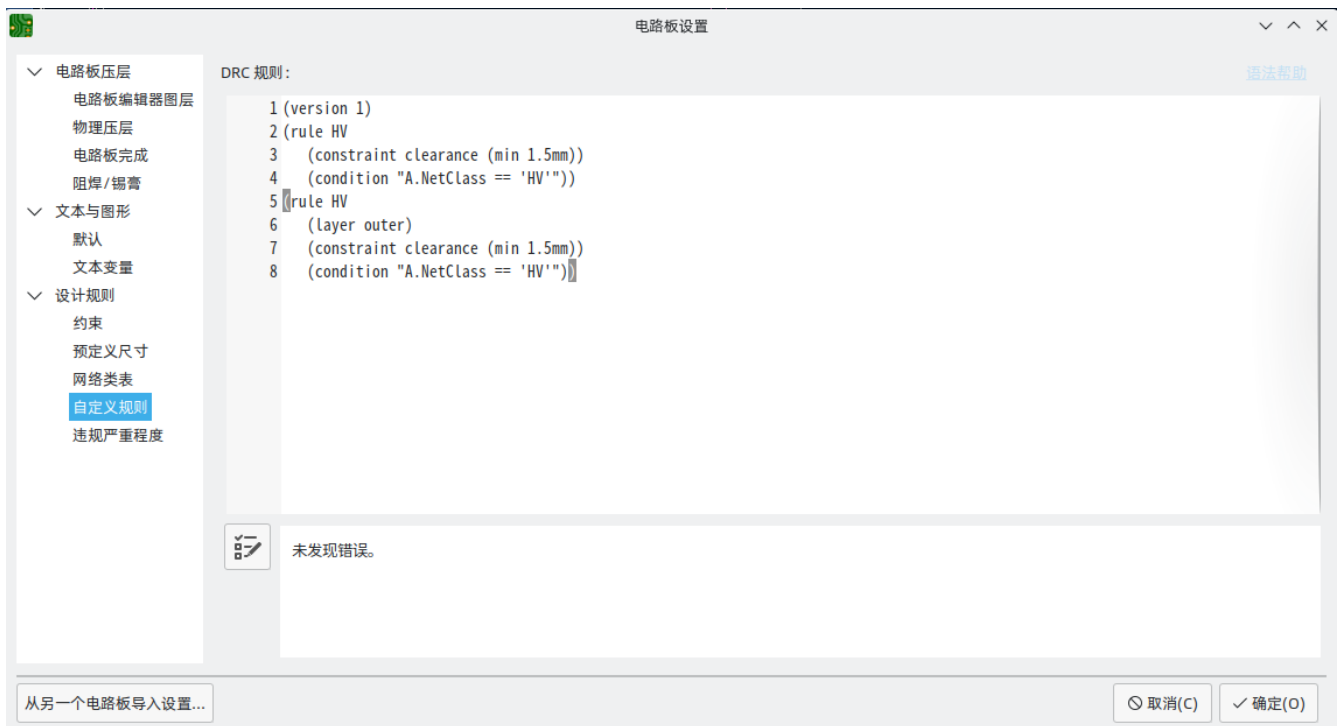 电路板设置
电路板压层
电路板编辑器图层
物理压层
电路板完成
阻焊/锡膏
文本与图形
默认
文本变量
设计规则
约束
预定义尺寸
网络类表
自定义规则
违规严重程度
DRC 规则:
语法帮助
1 (version 1)
2 (rule HV
3 (constraint clearance (min 1.5mm))
4 (condition "A.NetClass == 'HV'"))
5 (rule HV
6 (layer outer)
7 (constraint clearance (min 1.5mm))
8 (condition "A.NetClass == 'HV'"))
未发现错误。
从另一个电路板导入设置...
取消(C)
确定(O)